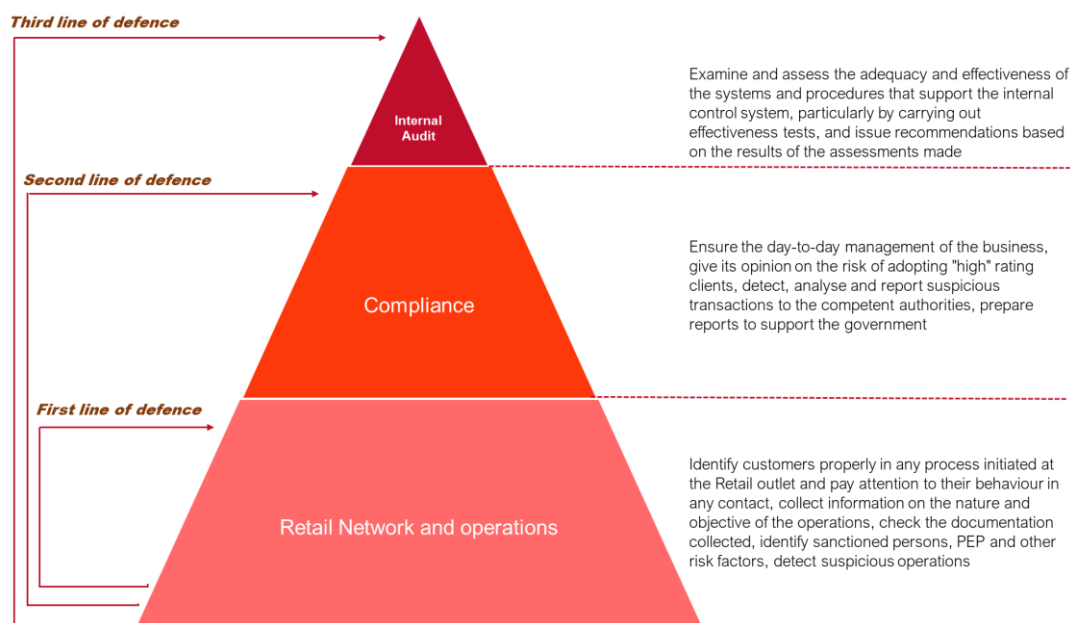 Third line of defence
Internal
Audit
Examine and assess the adequacy and effectiveness of
the systems and procedures that support the internal
control system, particularly by carrying out
effectiveness tests, and issue recommendations based
on the results of the assessments made
Second line of defence
Compliance
Ensure the day-to-day management of the business,
give its opinion on the risk of adopting "high" rating
clients, detect, analyse and report suspicious
transactions to the competent authorities, prepare
reports to support the government
First line of defence
Retail Network and operations
Identify customers properly in any process initiated at
the Retail outlet and pay attention to their behaviour in
any contact, collect information on the nature and
objective of the operations, check the documentation
collected, identify sanctioned persons, PEP and other
risk factors, detect suspicious operations